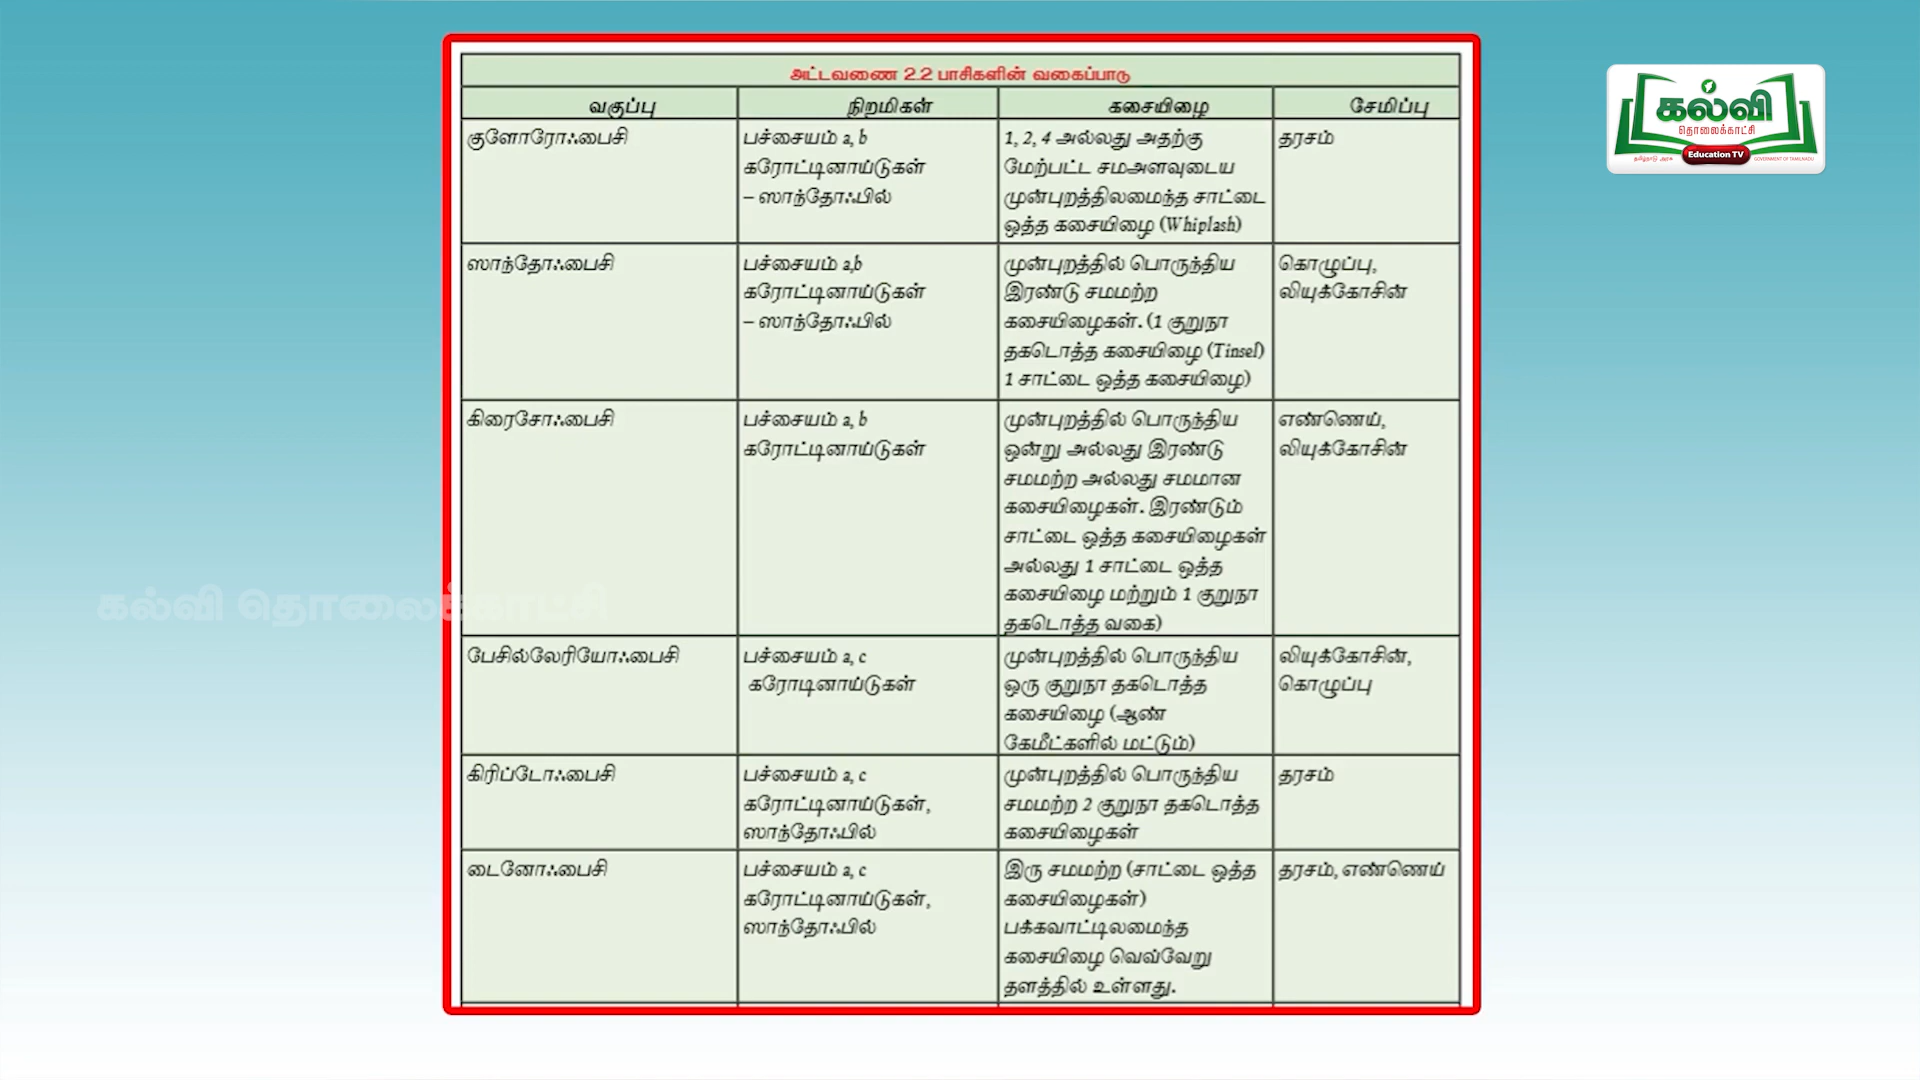 அட்டவணை 2.2 பாசிகளின் வகைப்பாடு
வகுப்பு நிறமிகள் கசையிழை சேமிப்பு
குளோரோஃபைசி
பச்சையம் a, b
கரோட்டினாய்டுகள்
– ஸாந்தோஃபில்
1, 2, 4 அல்லது அதற்கு
மேற்பட்ட சமஅளவுடைய
முன்புறத்திலமைந்த சாட்டை
ஒத்த கசையிழை (Whiplash)
தரசம்
ஸாந்தோஃபைசி
பச்சையம் a,b
கரோட்டினாய்டுகள்
– ஸாந்தோஃபில்
முன்புறத்தில் பொருந்திய
இரண்டு சமமற்ற
கசையிழைகள். (1 குறுநா
தகடொத்த கசையிழை (Tinsel)
1 சாட்டை ஒத்த கசையிழை)
கொழுப்பு,
லியுக்கோசின்
கிரைசோஃபைசி
பச்சையம் a, b
கரோட்டினாய்டுகள்
முன்புறத்தில் பொருந்திய
ஒன்று அல்லது இரண்டு
சமமற்ற அல்லது சமமான
கசையிழைகள். இரண்டும்
சாட்டை ஒத்த கசையிழைகள்
அல்லது 1 சாட்டை ஒத்த
கசையிழை மற்றும் 1 குறுநா
தகடொத்த வகை)
எண்ணெய்,
லியுக்கோசின்
பேசில்லேரியோஃபைசி
பச்சையம் a, c
கரோடினாய்டுகள்
முன்புறத்தில் பொருந்திய
ஒரு குறுநா தகடொத்த
கசையிழை (ஆண்
கேமீட்களில் மட்டும்)
லியுக்கோசின்,
கொழுப்பு
கிரிப்டோஃபைசி
பச்சையம் a, c
கரோட்டினாய்டுகள்,
ஸாந்தோஃபில்
முன்புறத்தில் பொருந்திய
சமமற்ற 2 குறுநா தகடொத்த
கசையிழைகள்
தரசம்
டைனோஃபைசி
பச்சையம் a, c
கரோட்டினாய்டுகள்,
ஸாந்தோஃபில்
இரு சமமற்ற (சாட்டை ஒத்த
கசையிழைகள்)
பக்கவாட்டிலமைந்த
கசையிழை வெவ்வேறு
தளத்தில் உள்ளது.
தரசம், எண்ணெய்
கல்வி
தொலைக்காட்சி
தமிழ்நாடு அரசு Education TV GOVERNMENT OF TAMILNADU
கல்வி தொலைக்காட்சி